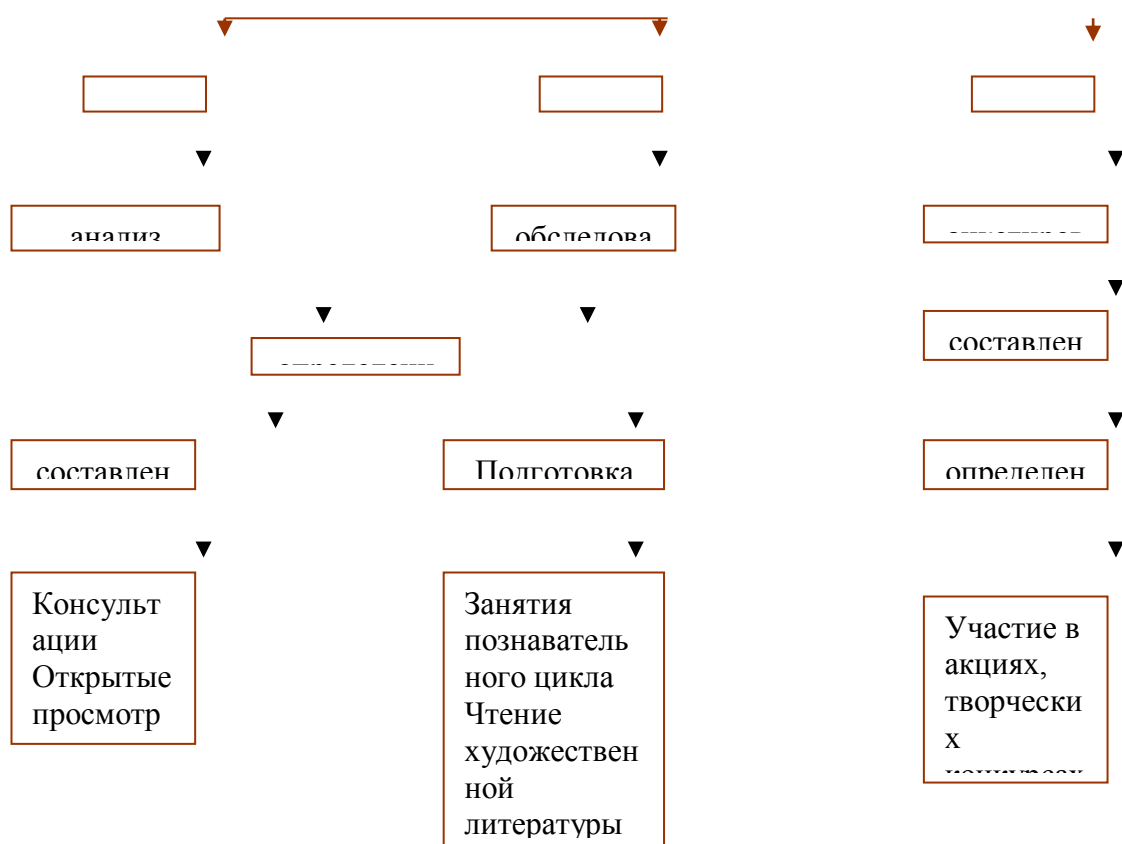 анализ
обследова
составлен
составлен
Подготовка
определен
Консульт
ации
Открытые
просмотр
Занятия
познаватель
ного цикла
Чтение
художествен
ной
литературы
Участие в
акциях,
творчески
х
конкурсах